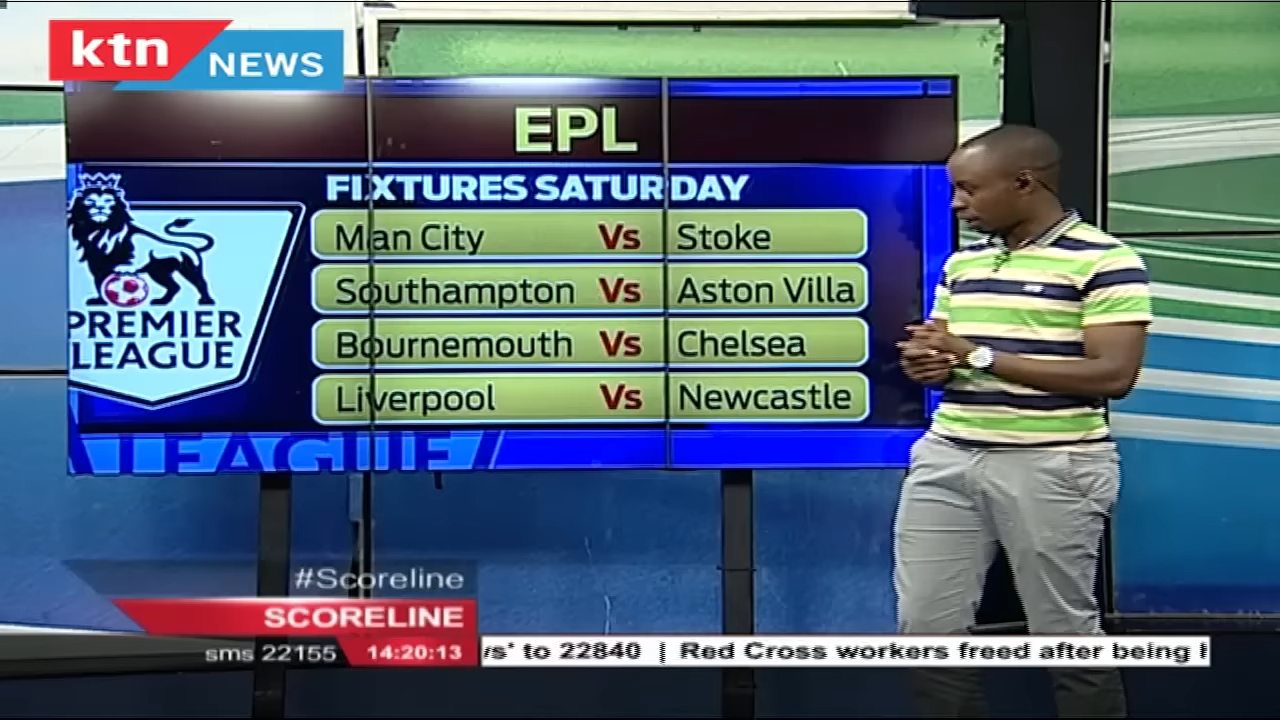 ktn NEWS
EPL
FIXTURES SATURDAY
Man City Vs Stoke
Southampton Vs Aston Villa
Bournemouth Vs Chelsea
Liverpool Vs Newcastle
PREMIER
LEAGUE
LEAGUE
#Scoreline
SCORELINE
sms 22155 14:20:13 to 22840 | Red Cross workers freed after being